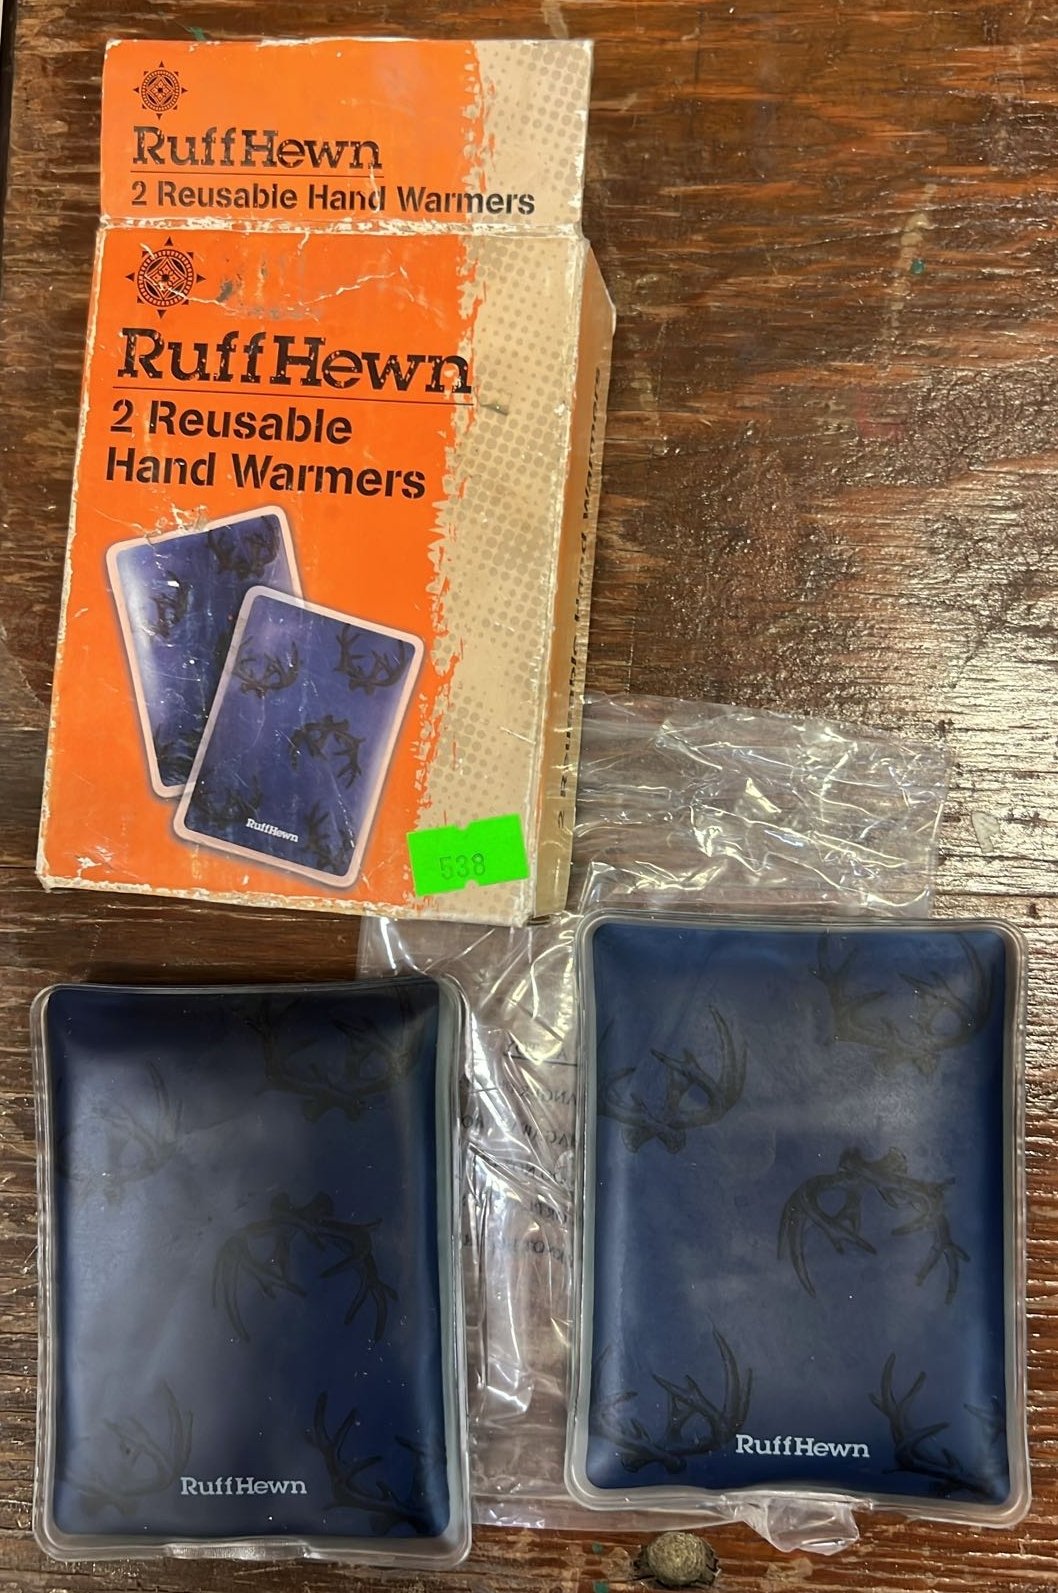 RuffHewn
2 Reusable Hand Warmers
RuffHewn
2 Reusable
Hand Warmers
RuffHewn
538
RuffHewn
RuffHewn